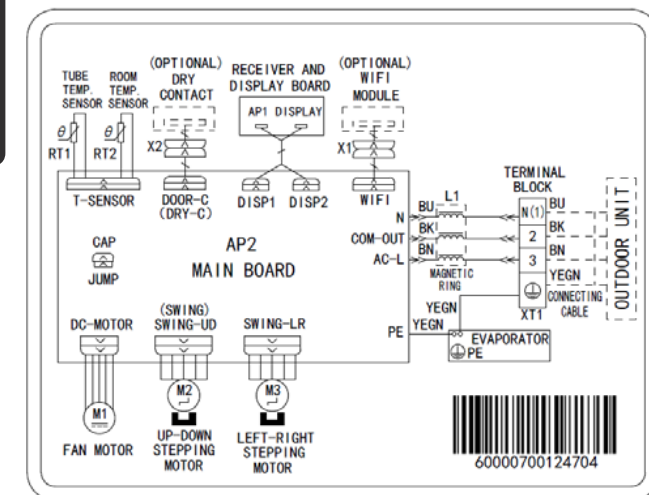 TUBE
TEMP.
SENSOR
ROOM
TEMP.
SENSOR
(OPTIONAL)
DRY
CONTACT
RECEIVER AND
DISPLAY BOARD
(OPTIONAL)
WIFI
MODULE
AP1 DISPLAY
θ
RT1
θ
RT2
X2
X1
T-SENSOR
DOOR-C
(DRY-C)
DISP1
DISP2
WIFI
CAP
JUMP
AP2
MAIN BOARD
N
COM-OUT
AC-L
BU
BK
BN
L1
MAGNETIC
RING
TERMINAL
BLOCK
N(1)
2
3
XT1
BU
BK
BN
YEGN
CONNECTING
CABLE
OUTDOOR UNIT
PE
YEGN
YEGN
EVAPORATOR
PE
DC-MOTOR
(SWING)
SWING-UD
SWING-LR
M1
M2
M3
FAN MOTOR
UP-DOWN
STEPPING
MOTOR
LEFT-RIGHT
STEPPING
MOTOR
60000700124704